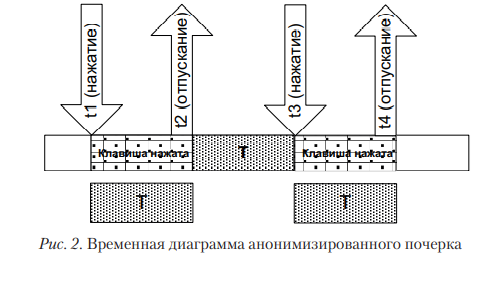 t1 (нажатие)
t2 (отпускание)
t3 (нажатие)
t4 (отпускание)
Клавиша нажата
T
Клавиша нажата
T
T
Рис. 2. Временная диаграмма анонимизированного почерка